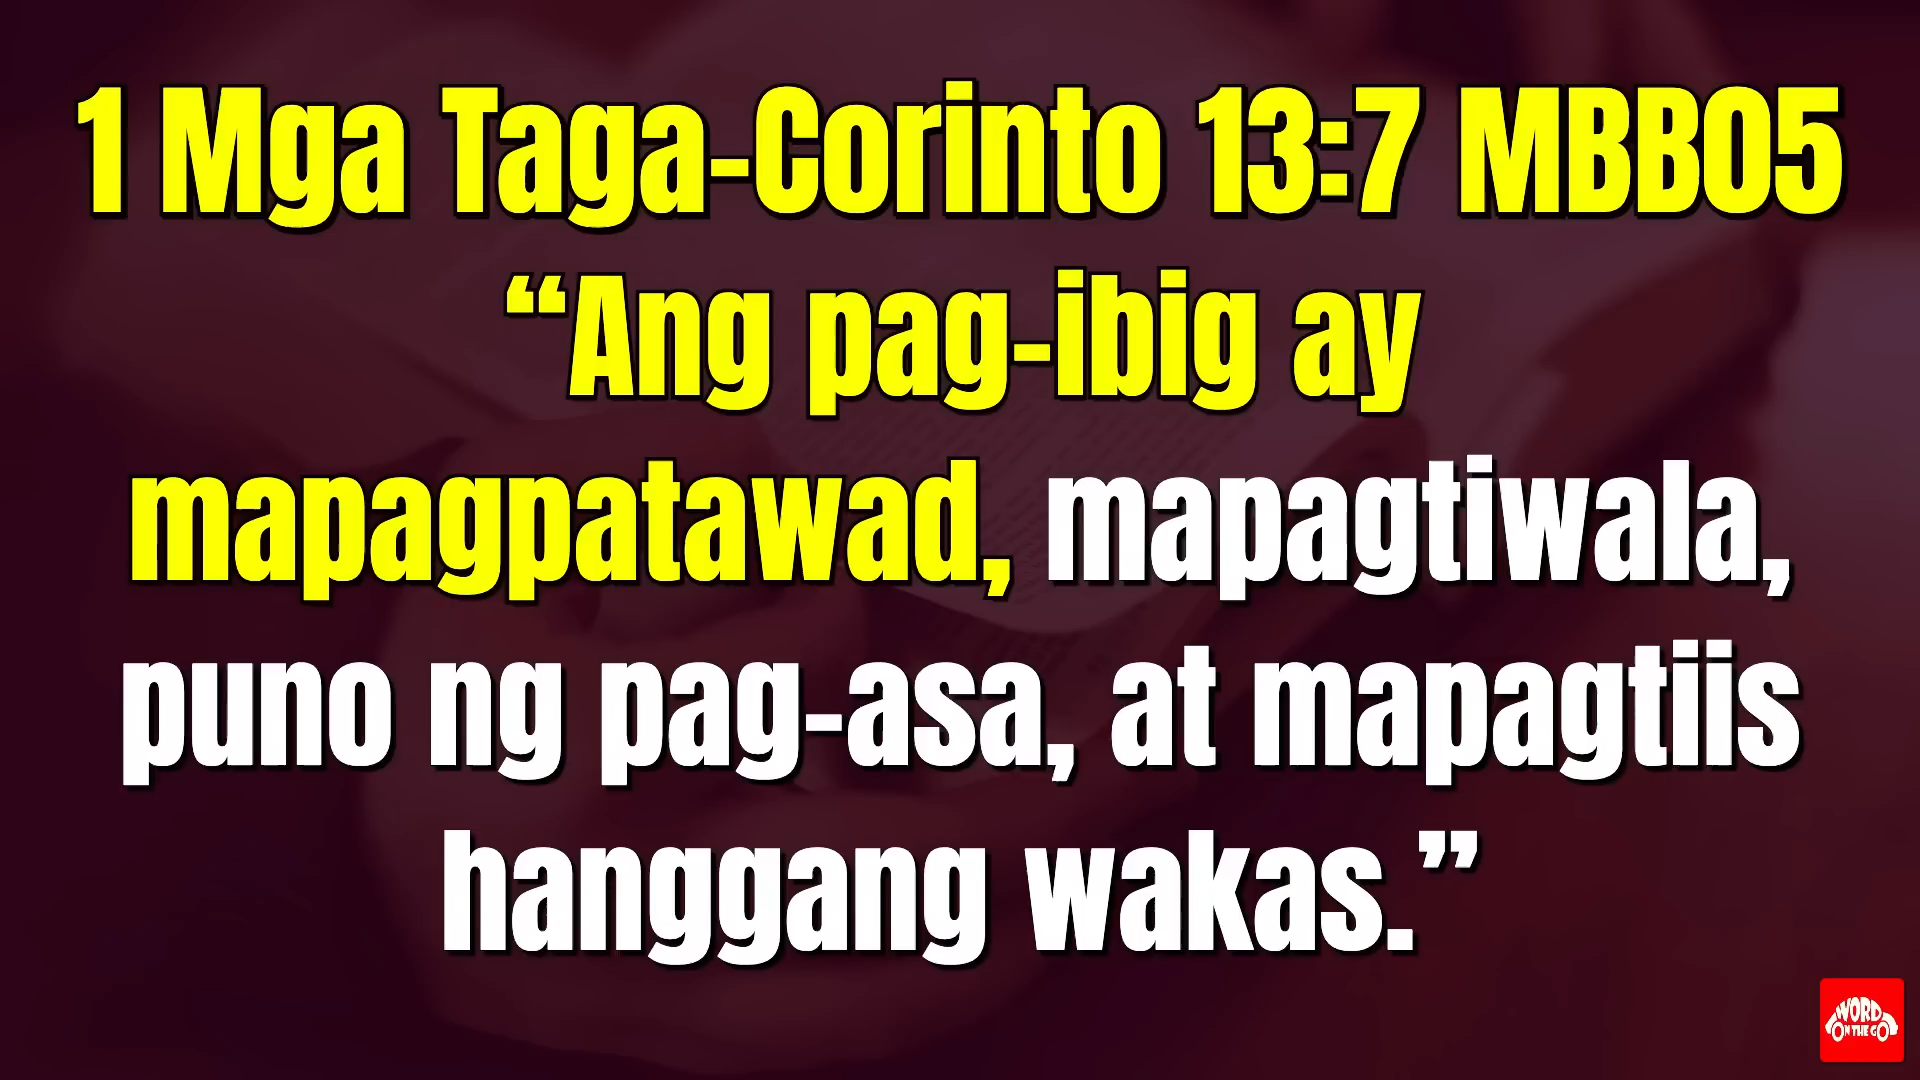 1 Mga Taga-Corinto 13:7 MBB05
“Ang pag-ibig ay
mapagpatawad, mapagtiwala,
puno ng pag-asa, at mapagtiis
hanggang wakas.”
WORD
ON THE GO